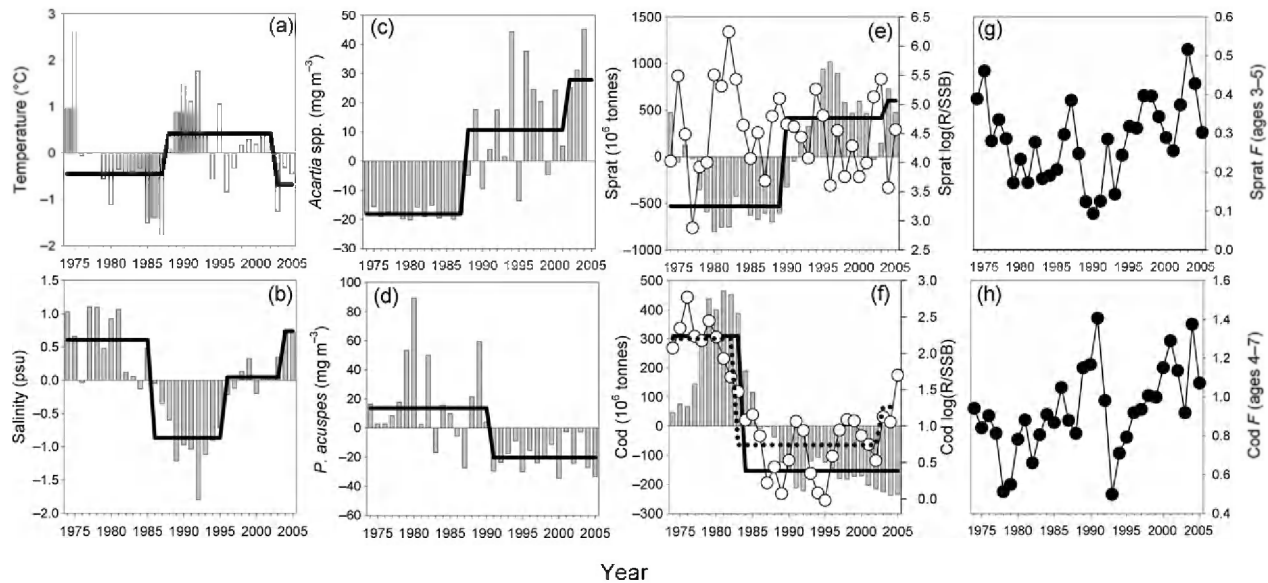 (a)
Temperature (°C)
3
2
1
0
−1
−2
1975 1980 1985 1990 1995 2000 2005
(b)
Salinity (psu)
1.5
1.0
0.5
0.0
−0.5
−1.0
−1.5
−2.0
1975 1980 1985 1990 1995 2000 2005
(c)
Acartia spp. (mg m−3)
50
40
30
20
10
0
−10
−20
−30
1975 1980 1985 1990 1995 2000 2005
(d)
P. acuspes (mg m−3)
100
80
60
40
20
0
−20
−40
−60
1975 1980 1985 1990 1995 2000 2005
(e)
Sprat (10⁶ tonnes)
1500
1000
500
0
−500
−1000
Sprat log(R/SSB)
6.5
6.0
5.5
5.0
4.5
4.0
3.5
3.0
2.5
1975 1980 1985 1990 1995 2000 2005
(f)
Cod (10⁶ tonnes)
500
400
300
200
100
0
−100
−200
−300
Cod log(R/SSB)
3.0
2.5
2.0
1.5
1.0
0.5
0.0
1975 1980 1985 1990 1995 2000 2005
(g)
Sprat F (ages 3–5)
0.6
0.5
0.4
0.3
0.2
0.1
0.0
1975 1980 1985 1990 1995 2000 2005
(h)
Cod F (ages 4–7)
1.6
1.4
1.2
1.0
0.8
0.6
0.4
1975 1980 1985 1990 1995 2000 2005
Year